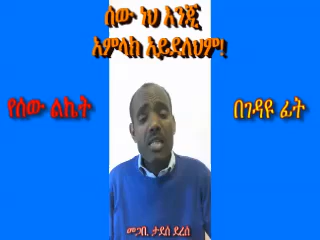 ሰው ነህ እንጂ
አምላክ አይደለህም!
የሰው ልኬት
በገዳዩ ፊት
መጋቢ ታደሰ ደረሰ